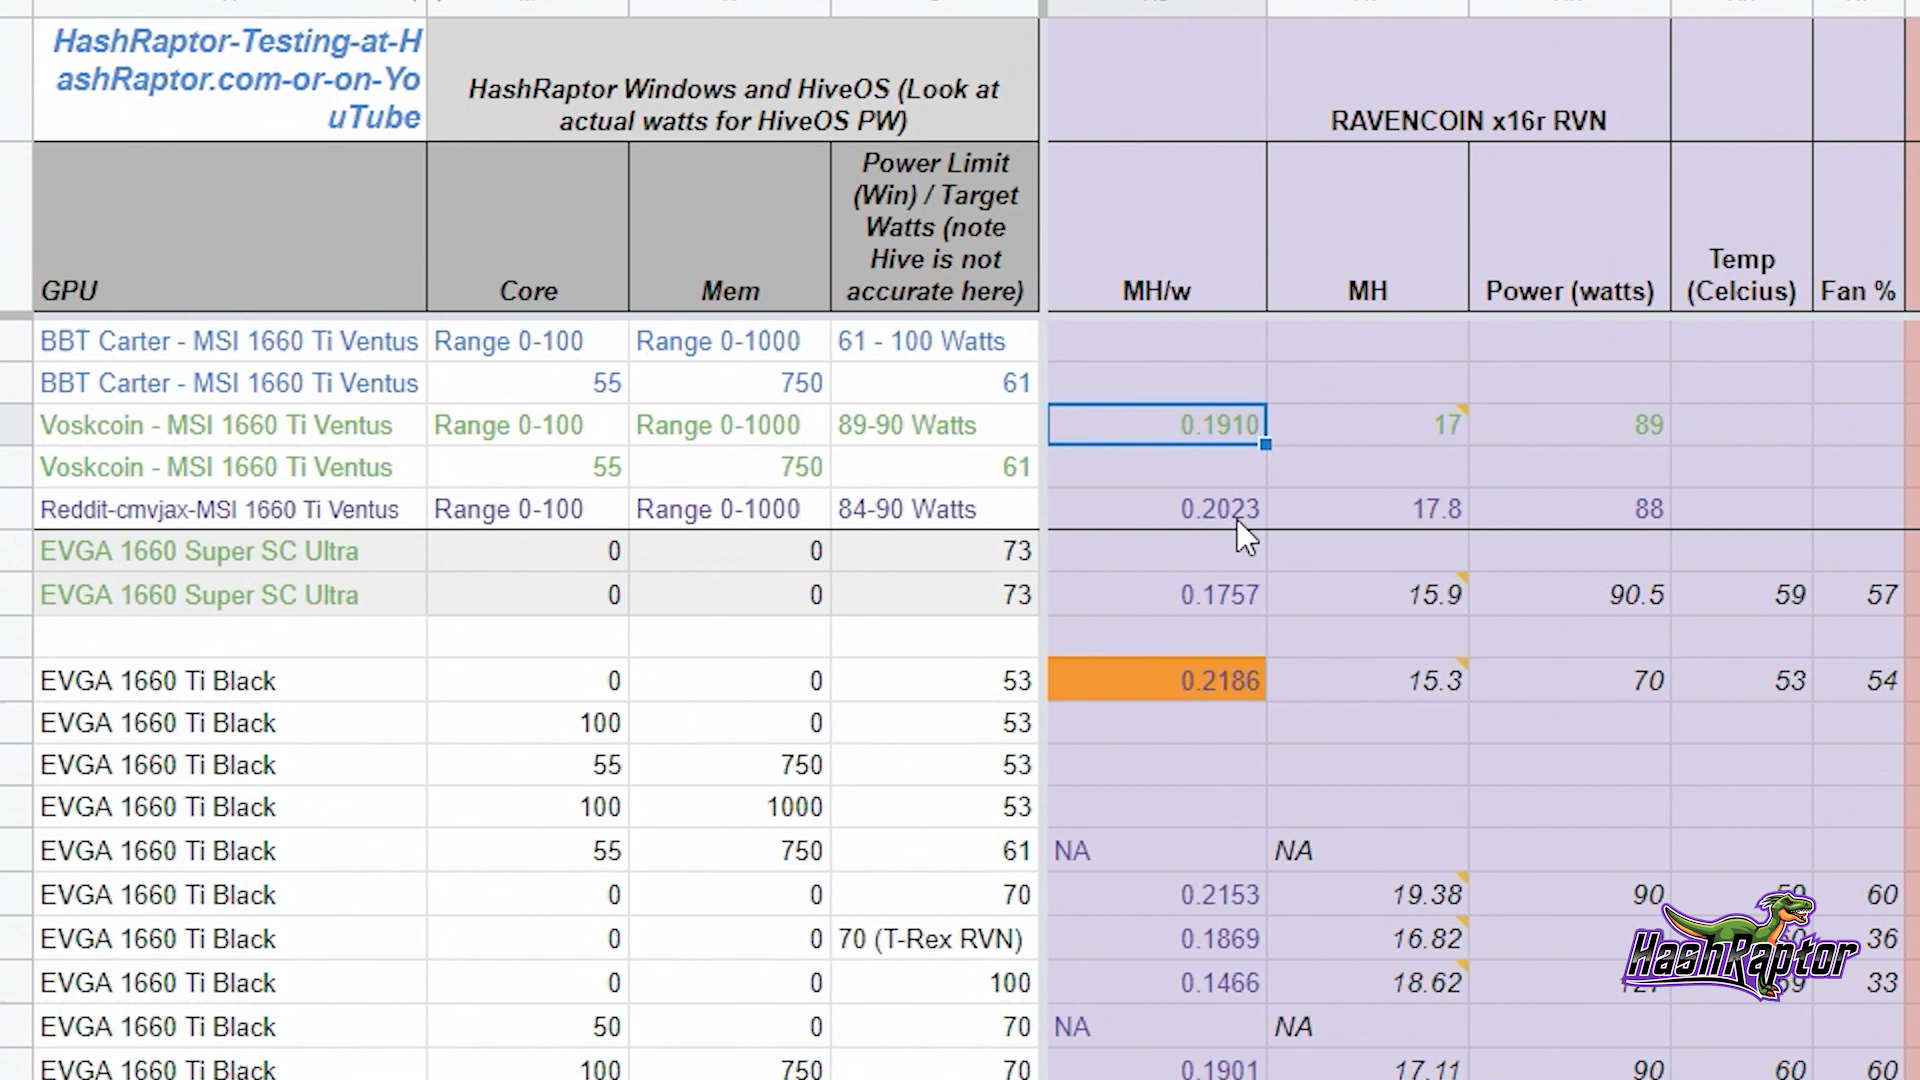 HashRaptor-Testing-at-H
ashRaptor.com-or-on-Yo
uTube
HashRaptor Windows and HiveOS (Look at
actual watts for HiveOS PW)
RAVENCOIN x16r RVN
GPU
Core
Mem
Power Limit
(Win) / Target
Watts (note
Hive is not
accurate here)
MH/w
MH
Power (watts)
Temp
(Celcius)
Fan %
BBT Carter - MSI 1660 Ti Ventus Range 0-100 Range 0-1000 61 - 100 Watts
BBT Carter - MSI 1660 Ti Ventus 55 750 61
Voskcoin - MSI 1660 Ti Ventus Range 0-100 Range 0-1000 89-90 Watts 0.1910 17 89
Voskcoin - MSI 1660 Ti Ventus 55 750 61
Reddit-cmvjax-MSI 1660 Ti Ventus Range 0-100 Range 0-1000 84-90 Watts 0.2023 17.8 88
EVGA 1660 Super SC Ultra 0 0 73
EVGA 1660 Super SC Ultra 0 0 73 0.1757 15.9 90.5 59 57
EVGA 1660 Ti Black 0 0 53 0.2186 15.3 70 53 54
EVGA 1660 Ti Black 100 0 53
EVGA 1660 Ti Black 55 750 53
EVGA 1660 Ti Black 100 1000 53
EVGA 1660 Ti Black 55 750 61 NA NA
EVGA 1660 Ti Black 0 0 70 0.2153 19.38 90 59 60
EVGA 1660 Ti Black 0 0 70 (T-Rex RVN) 0.1869 16.82 36
EVGA 1660 Ti Black 0 0 100 0.1466 18.62 33
EVGA 1660 Ti Black 50 0 70 NA NA
EVGA 1660 Ti Black 100 750 70 0.1901 17.11 90 60 60
HashRaptor